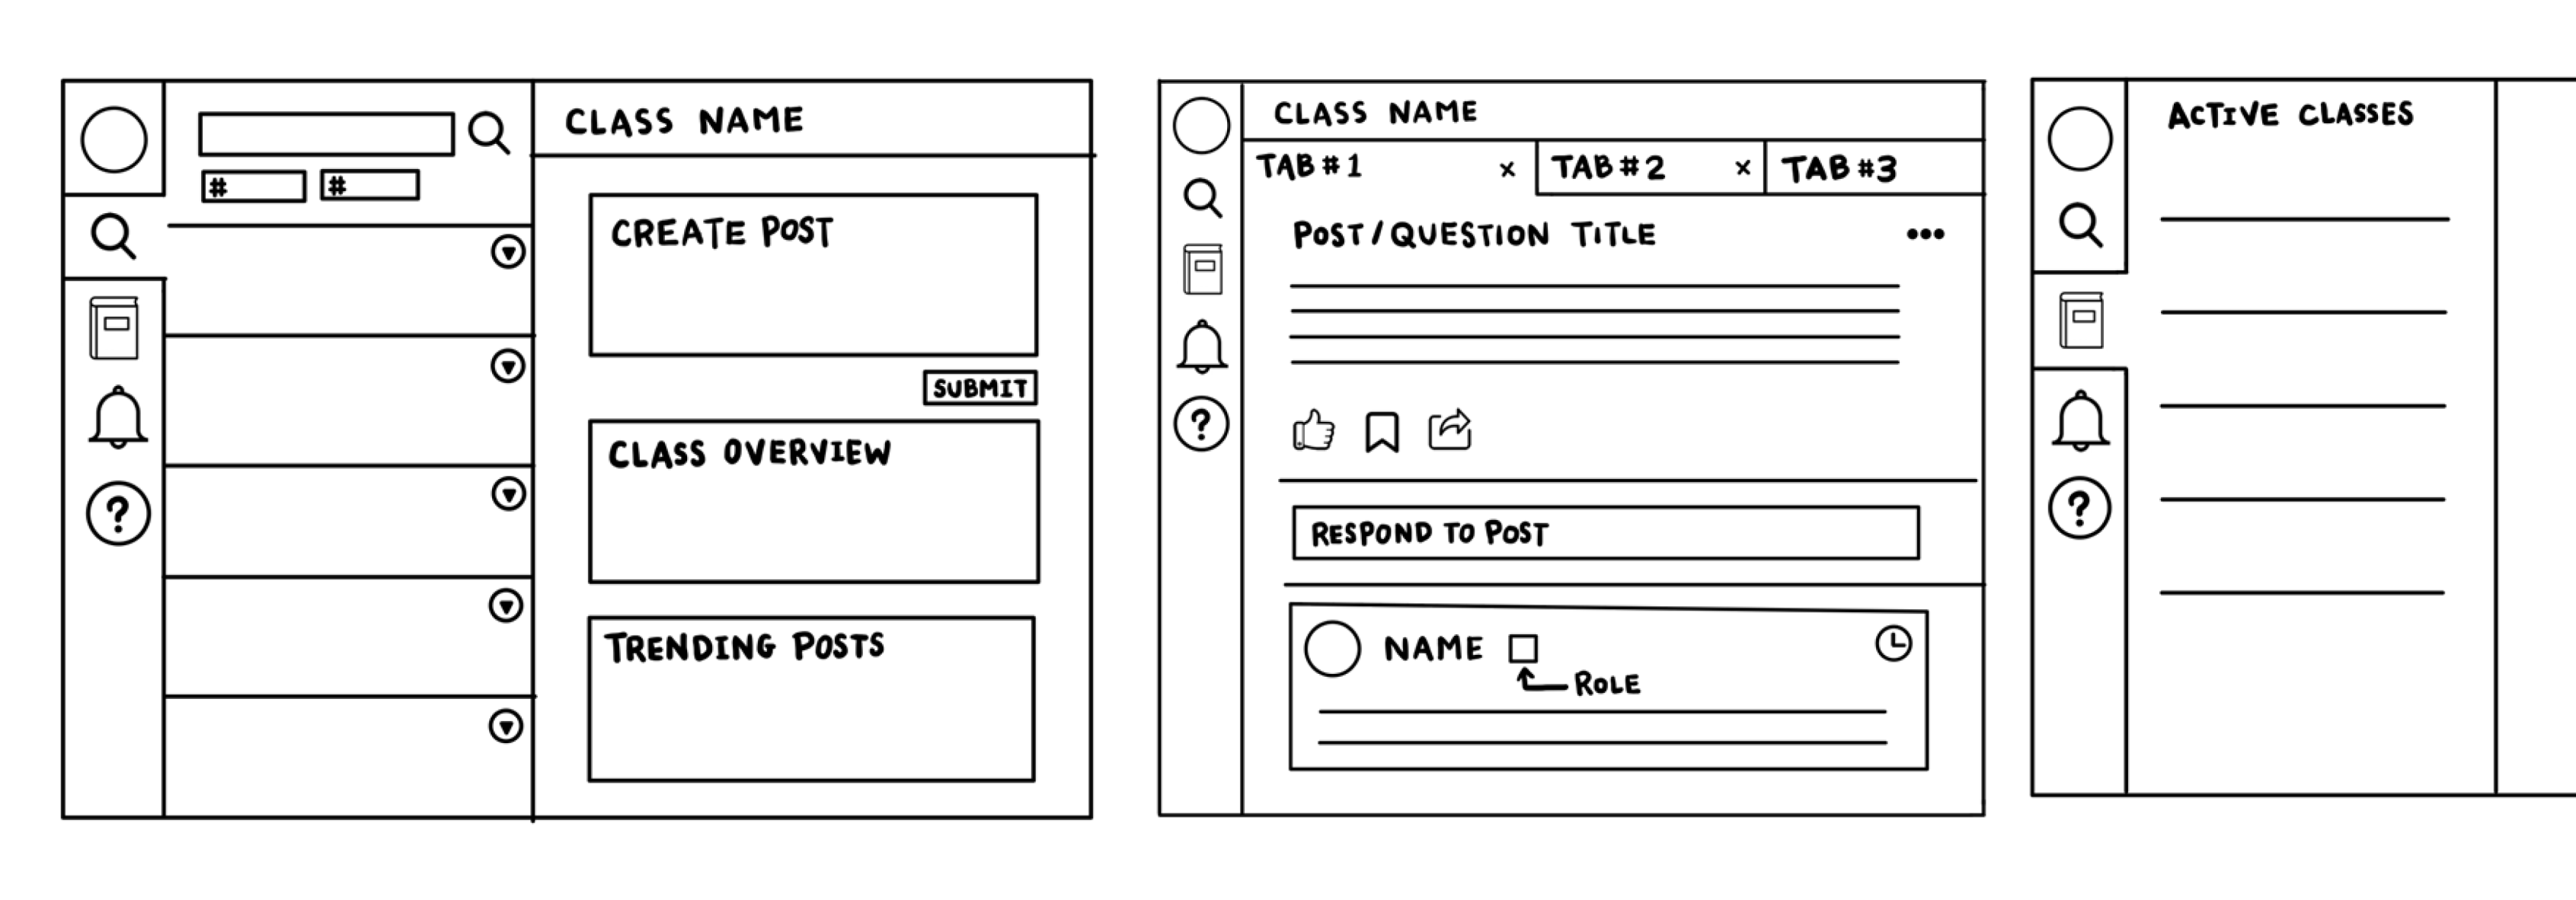 # #
CLASS NAME
CREATE POST
SUBMIT
CLASS OVERVIEW
TRENDING POSTS
?
CLASS NAME
TAB #1 × TAB #2 × TAB #3
POST/QUESTION TITLE •••
?
RESPOND TO POST
NAME
ROLE
ACTIVE CLASSES
?